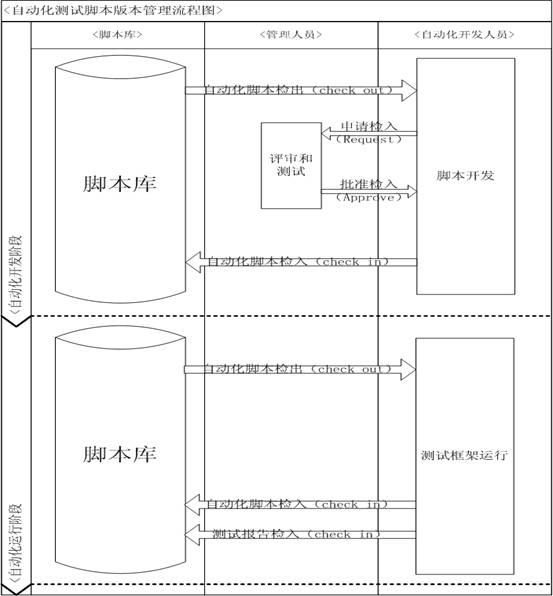 <自动化测试脚本版本管理流程图>
<脚本库>
<管理人员>
<自动化开发人员>
自动化脚本检出（check out）
申请检入
（Request）
评审和
测试
脚本库
脚本开发
批准检入
（Approve）
自动化脚本检入（check in）
<自动化开发阶段
自动化脚本检出（check out）
脚本库
测试框架运行
自动化脚本检入（check in）
测试报告检入（check in）
<自动化运行阶段